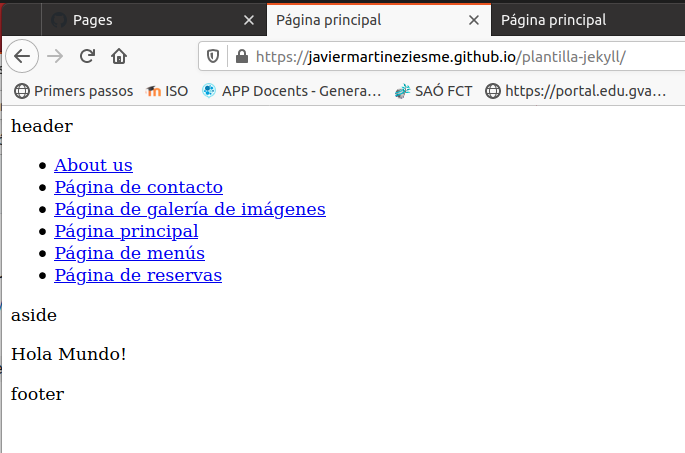 Pages
Página principal
Página principal
https://javiermartineziesme.github.io/plantilla-jekyll/
Primers passos ISO APP Docents - Genera… SAÓ FCT https://portal.edu.gva…
header
About us
Página de contacto
Página de galería de imágenes
Página principal
Página de menús
Página de reservas
aside
Hola Mundo!
footer